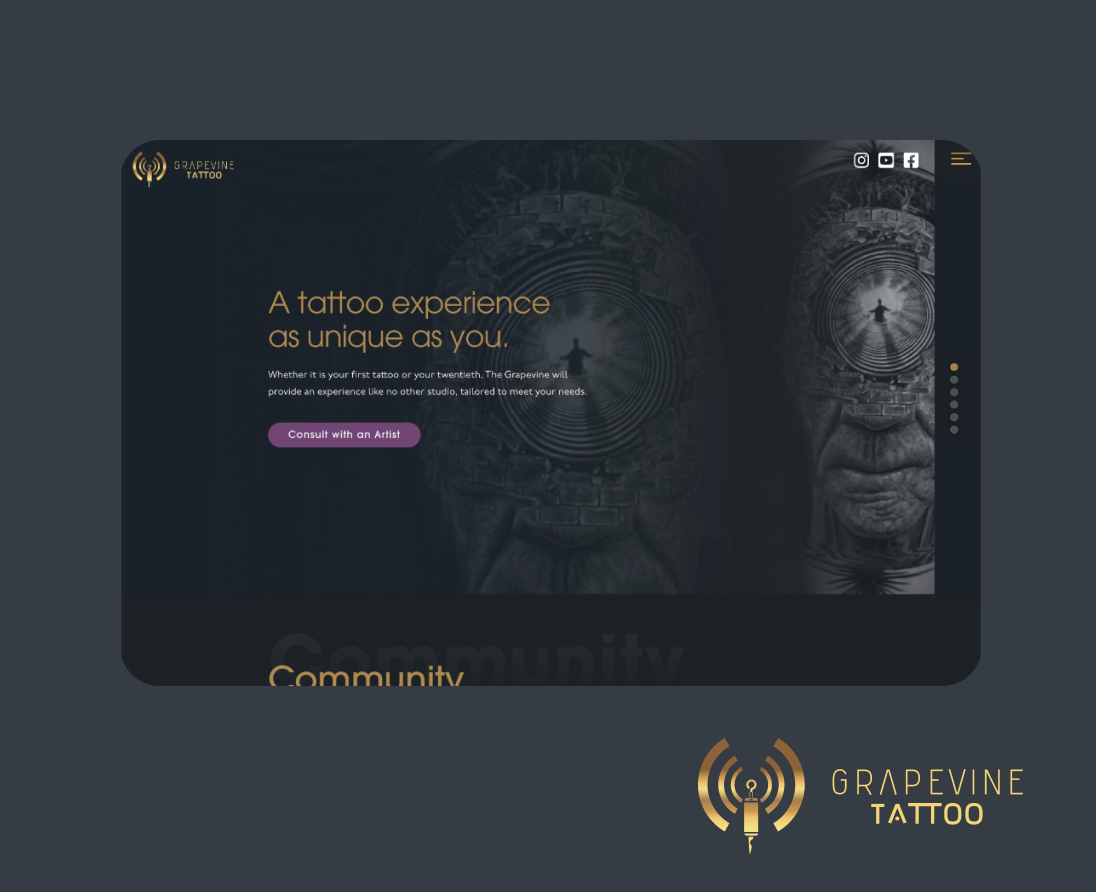 GRAPEVINE
TATTOO
A tattoo experience
as unique as you.
Whether it is your first tattoo or your twentieth, The Grapevine will
provide an experience like no other studio, tailored to meet your needs.
Consult with an Artist
Community
Community
GRAPEVINE
TATTOO